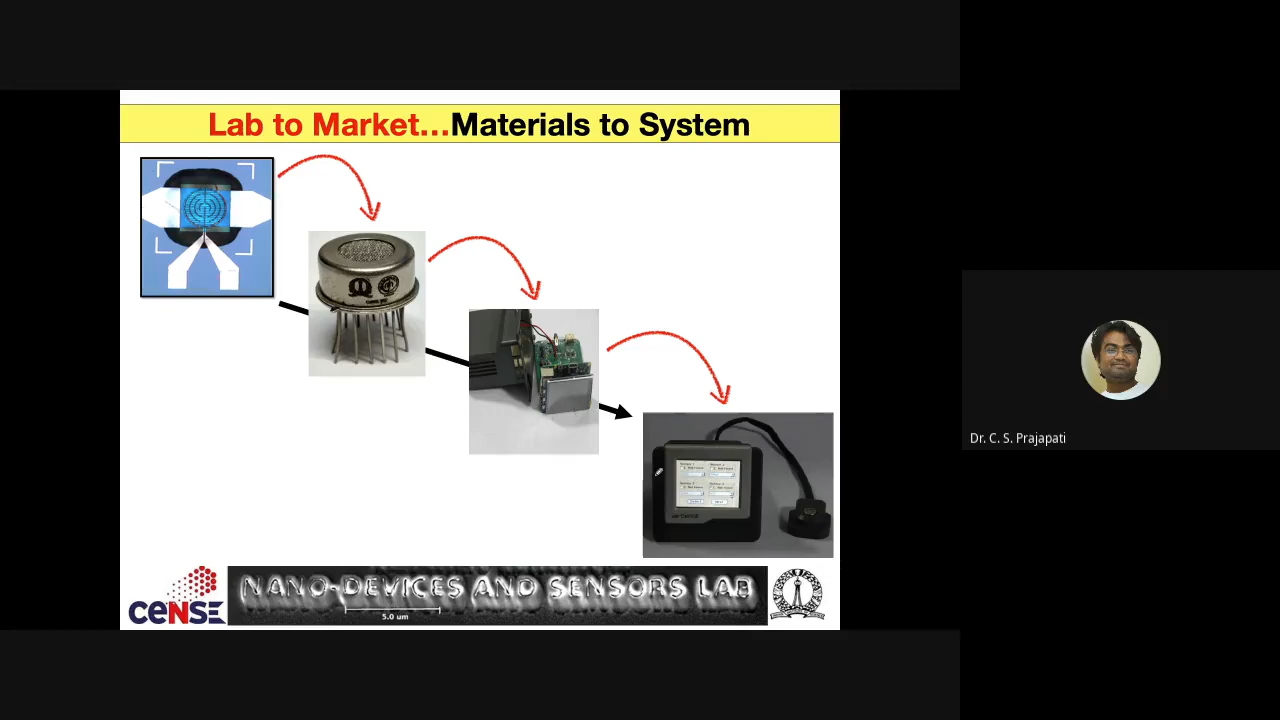 Lab to Market...Materials to System
Dr. C. S. Prajapati
ceNSE
NANO-DEVICES AND SENSORS LAB
5.0 um